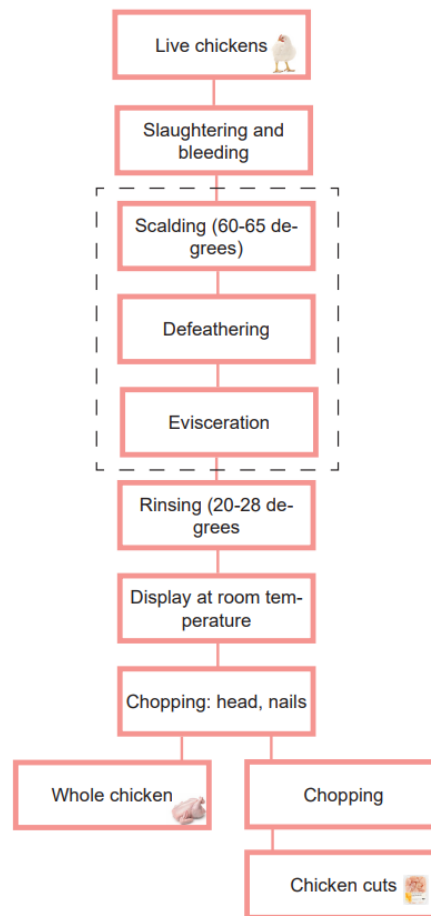 Live chickens
Slaughtering and
bleeding
Scalding (60-65 de-
grees)
Defeathering
Evisceration
Rinsing (20-28 de-
grees
Display at room tem-
perature
Chopping: head, nails
Whole chicken
Chopping
Chicken cuts